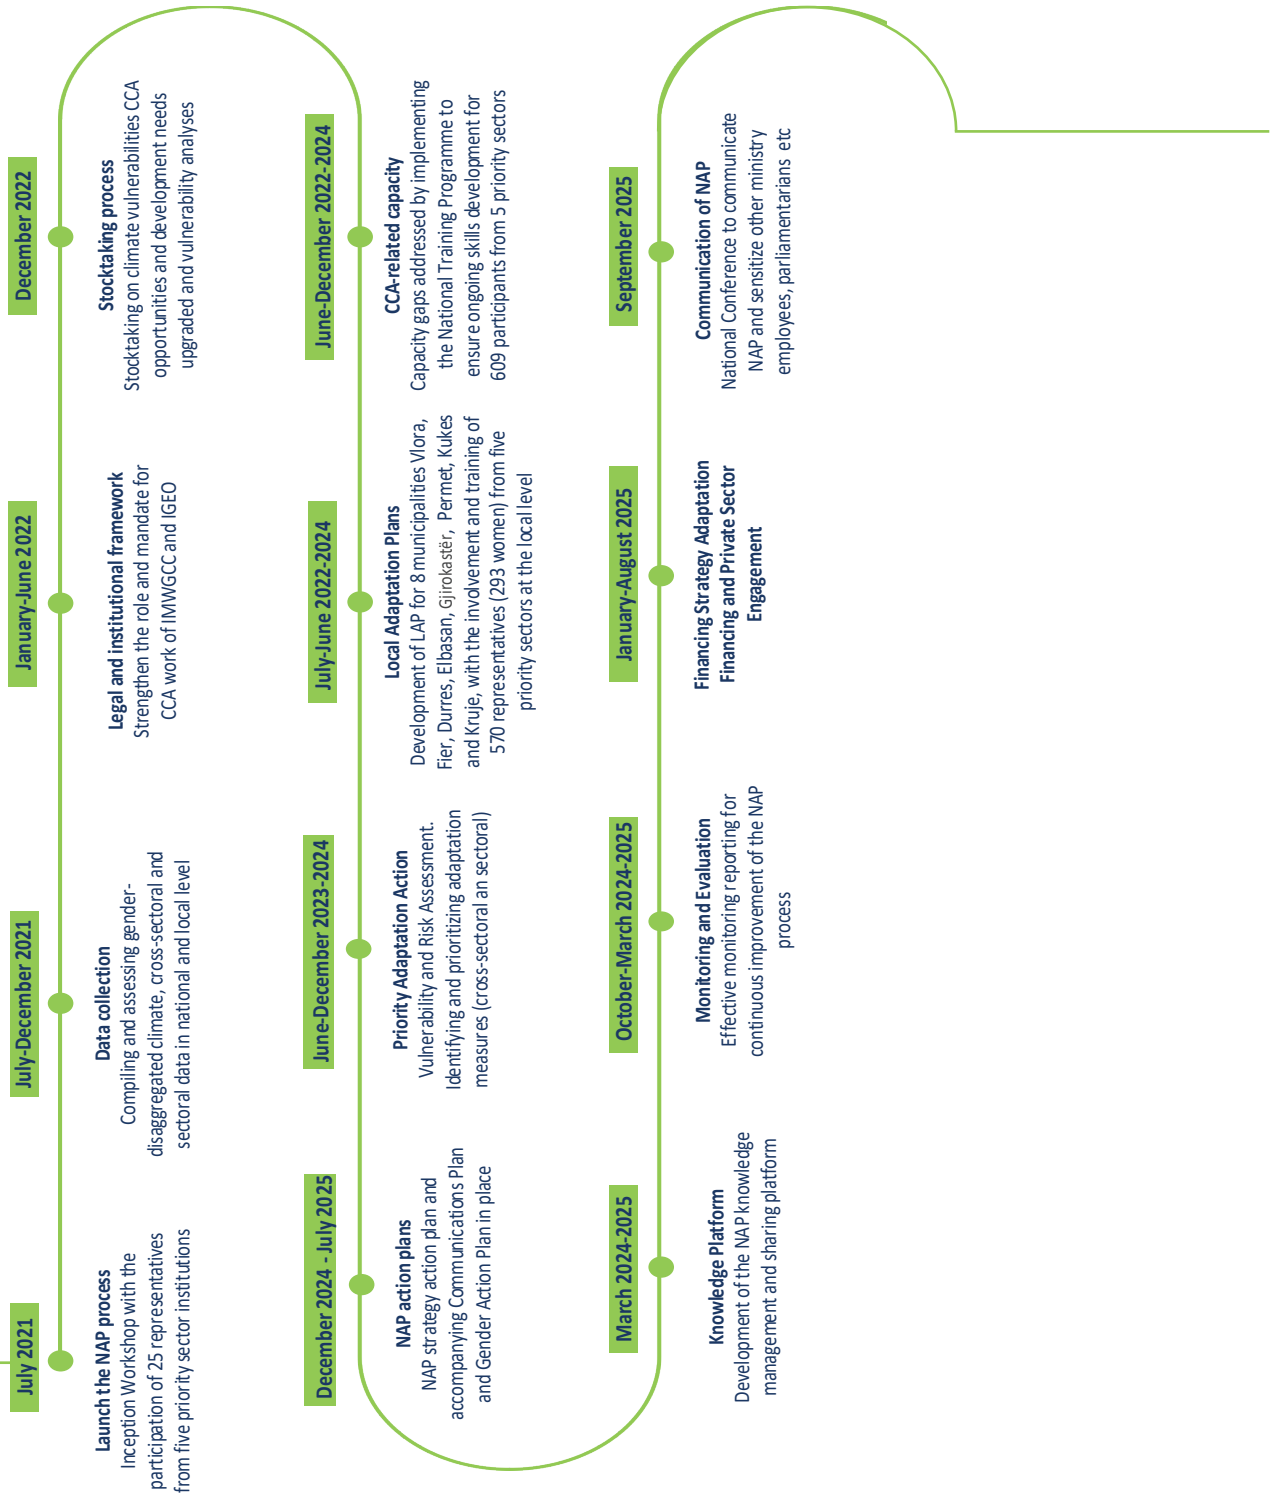 July 2021
Launch the NAP process
Inception Workshop with the
participation of 25 representatives
from five priority sector institutions
July-December 2021
Data collection
Compiling and assessing gender-
disaggregated climate, cross-sectoral and
sectoral data in national and local level
January-June 2022
Legal and institutional framework
Strengthen the role and mandate for
CCA work of IMWGCC and IGEO
December 2022
Stocktaking process
Stocktaking on climate vulnerabilities CCA
opportunities and development needs
upgraded and vulnerability analyses
June-December 2022-2024
CCA-related capacity
Capacity gaps addressed by implementing
the National Training Programme to
ensure ongoing skills development for
609 participants from 5 priority sectors
July-June 2022-2024
Local Adaptation Plans
Development of LAP for 8 municipalities Vlora,
Fier, Durres, Elbasan, Gjirokastër, Permet, Kukes
and Kruje, with the involvement and training of
570 representatives (293 women) from five
priority sectors at the local level
June-December 2023-2024
Priority Adaptation Action
Vulnerability and Risk Assessment.
Identifying and prioritizing adaptation
measures (cross-sectoral an sectoral)
December 2024 - July 2025
NAP action plans
NAP strategy action plan and
accompanying Communications Plan
and Gender Action Plan in place
March 2024-2025
Knowledge Platform
Development of the NAP knowledge
management and sharing platform
October-March 2024-2025
Monitoring and Evaluation
Effective monitoring reporting for
continuous improvement of the NAP
process
January-August 2025
Financing Strategy Adaptation
Financing and Private Sector
Engagement
September 2025
Communication of NAP
National Conference to communicate
NAP and sensitize other ministry
employees, parliamentarians etc